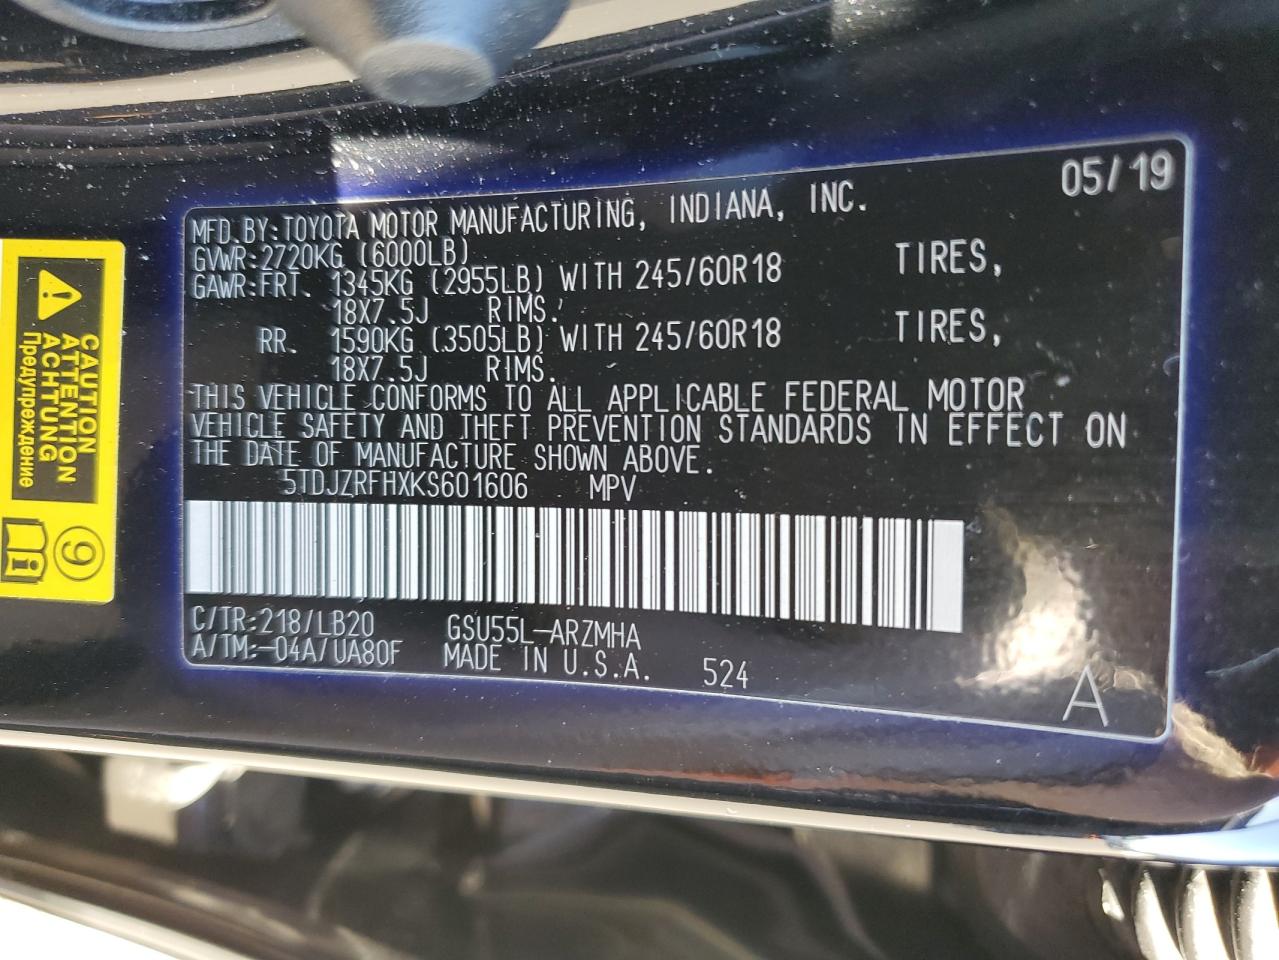 05/19
MFD.BY:TOYOTA MOTOR MANUFACTURING, INDIANA, INC.
GVWR:2720KG (6000LB)
GAWR:FRT. 1345KG (2955LB) WITH 245/60R18 TIRES,
18X7.5J RIMS.
RR. 1590KG (3505LB) WITH 245/60R18 TIRES,
18X7.5J RIMS.
THIS VEHICLE CONFORMS TO ALL APPLICABLE FEDERAL MOTOR
VEHICLE SAFETY AND THEFT PREVENTION STANDARDS IN EFFECT ON
THE DATE OF MANUFACTURE SHOWN ABOVE.
5TDJZRFHXKS601606 MPV
C/TR:218/LB20 GSU55L-ARZMHA
A/TM:-04A/UA80F MADE IN U.S.A. 524
A
CAUTION
ATTENTION
ACHTUNG
Предупреждение
9
i